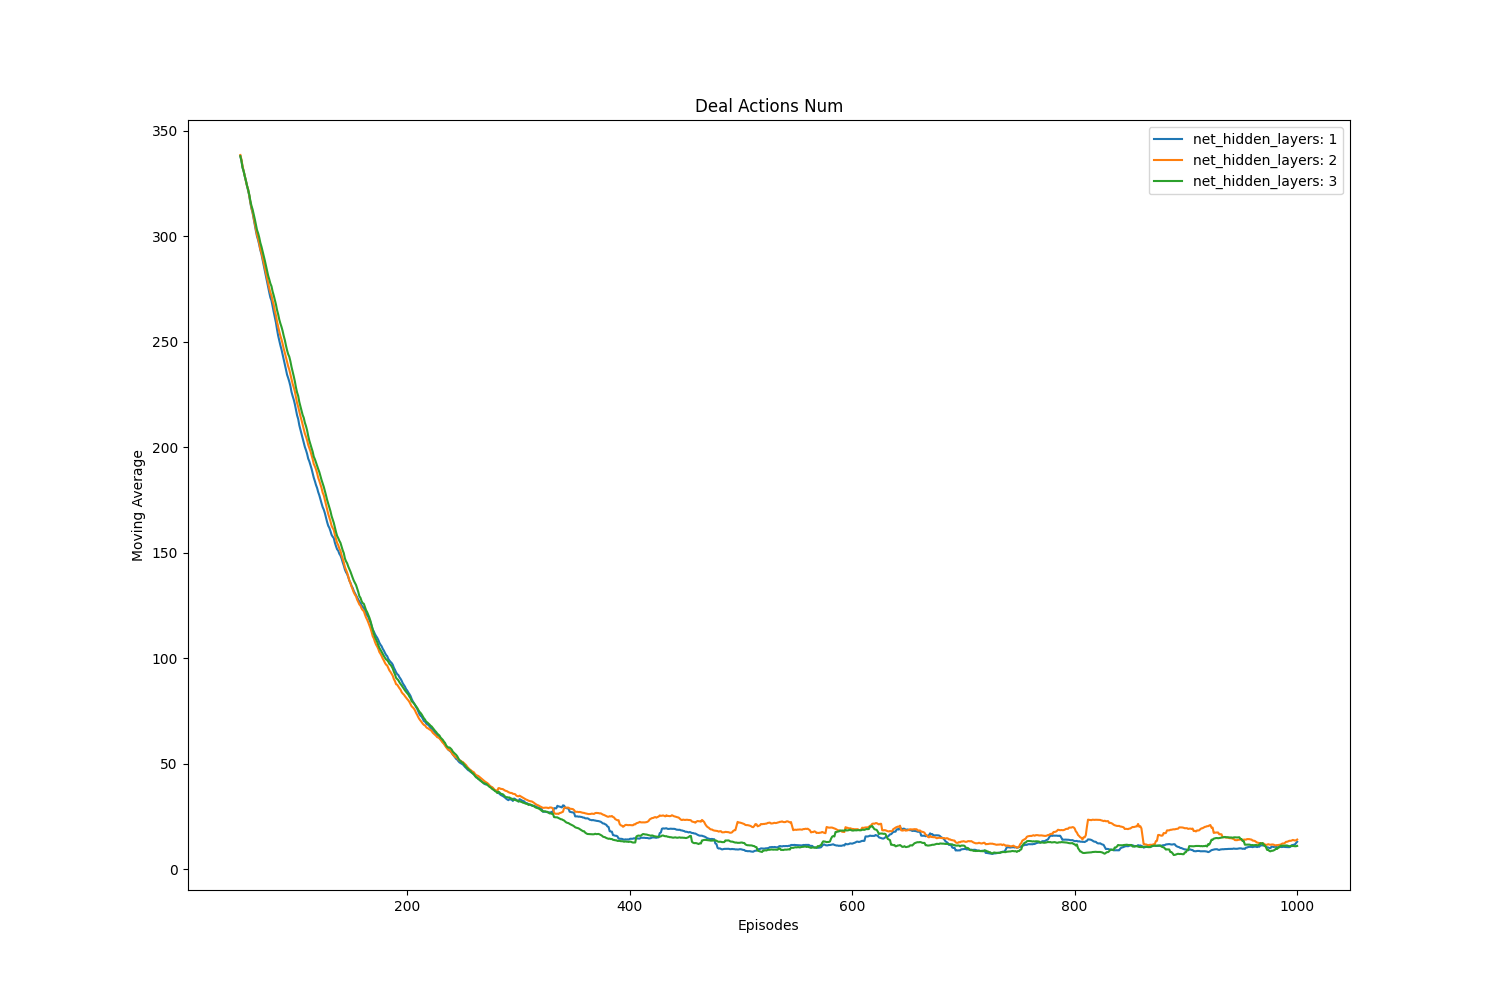 Deal Actions Num
350
300
250
200
150
100
50
0
Moving Average
net_hidden_layers: 1
net_hidden_layers: 2
net_hidden_layers: 3
200
400
600
800
1000
Episodes